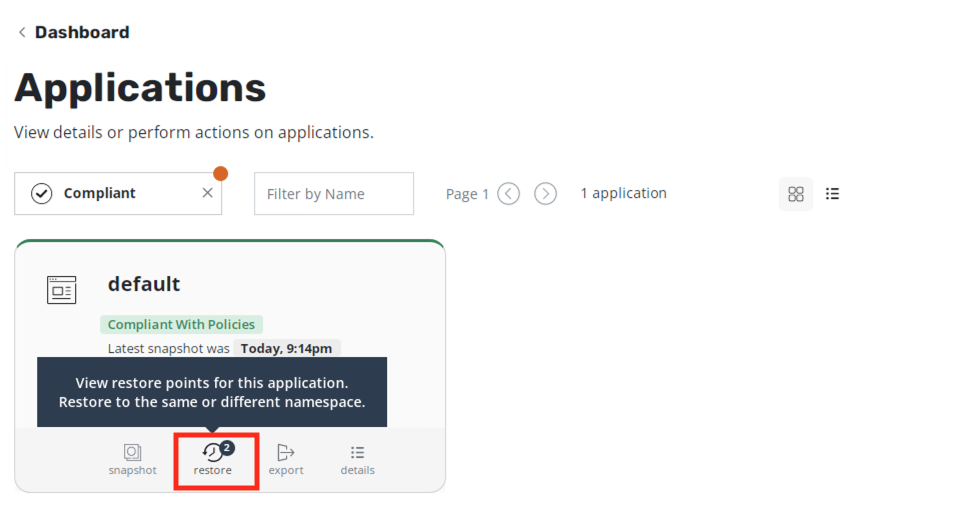 Dashboard
Applications
View details or perform actions on applications.
Compliant
Filter by Name
Page 1
1 application
default
Compliant With Policies
Latest snapshot was Today, 9:14pm
View restore points for this application.
Restore to the same or different namespace.
2
snapshot restore export details